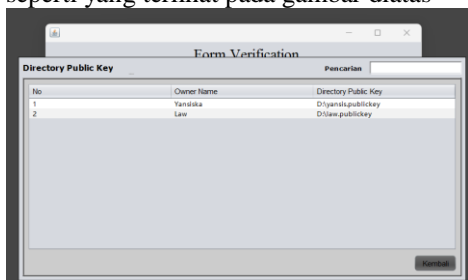 seperti yang terlihat pada gambar diatas
Form Verification
Directory Public Key Pencarian
No Owner Name Directory Public Key
1 Yansiska D:\yansis.publickey
2 Law D:\law.publickey
Kembali